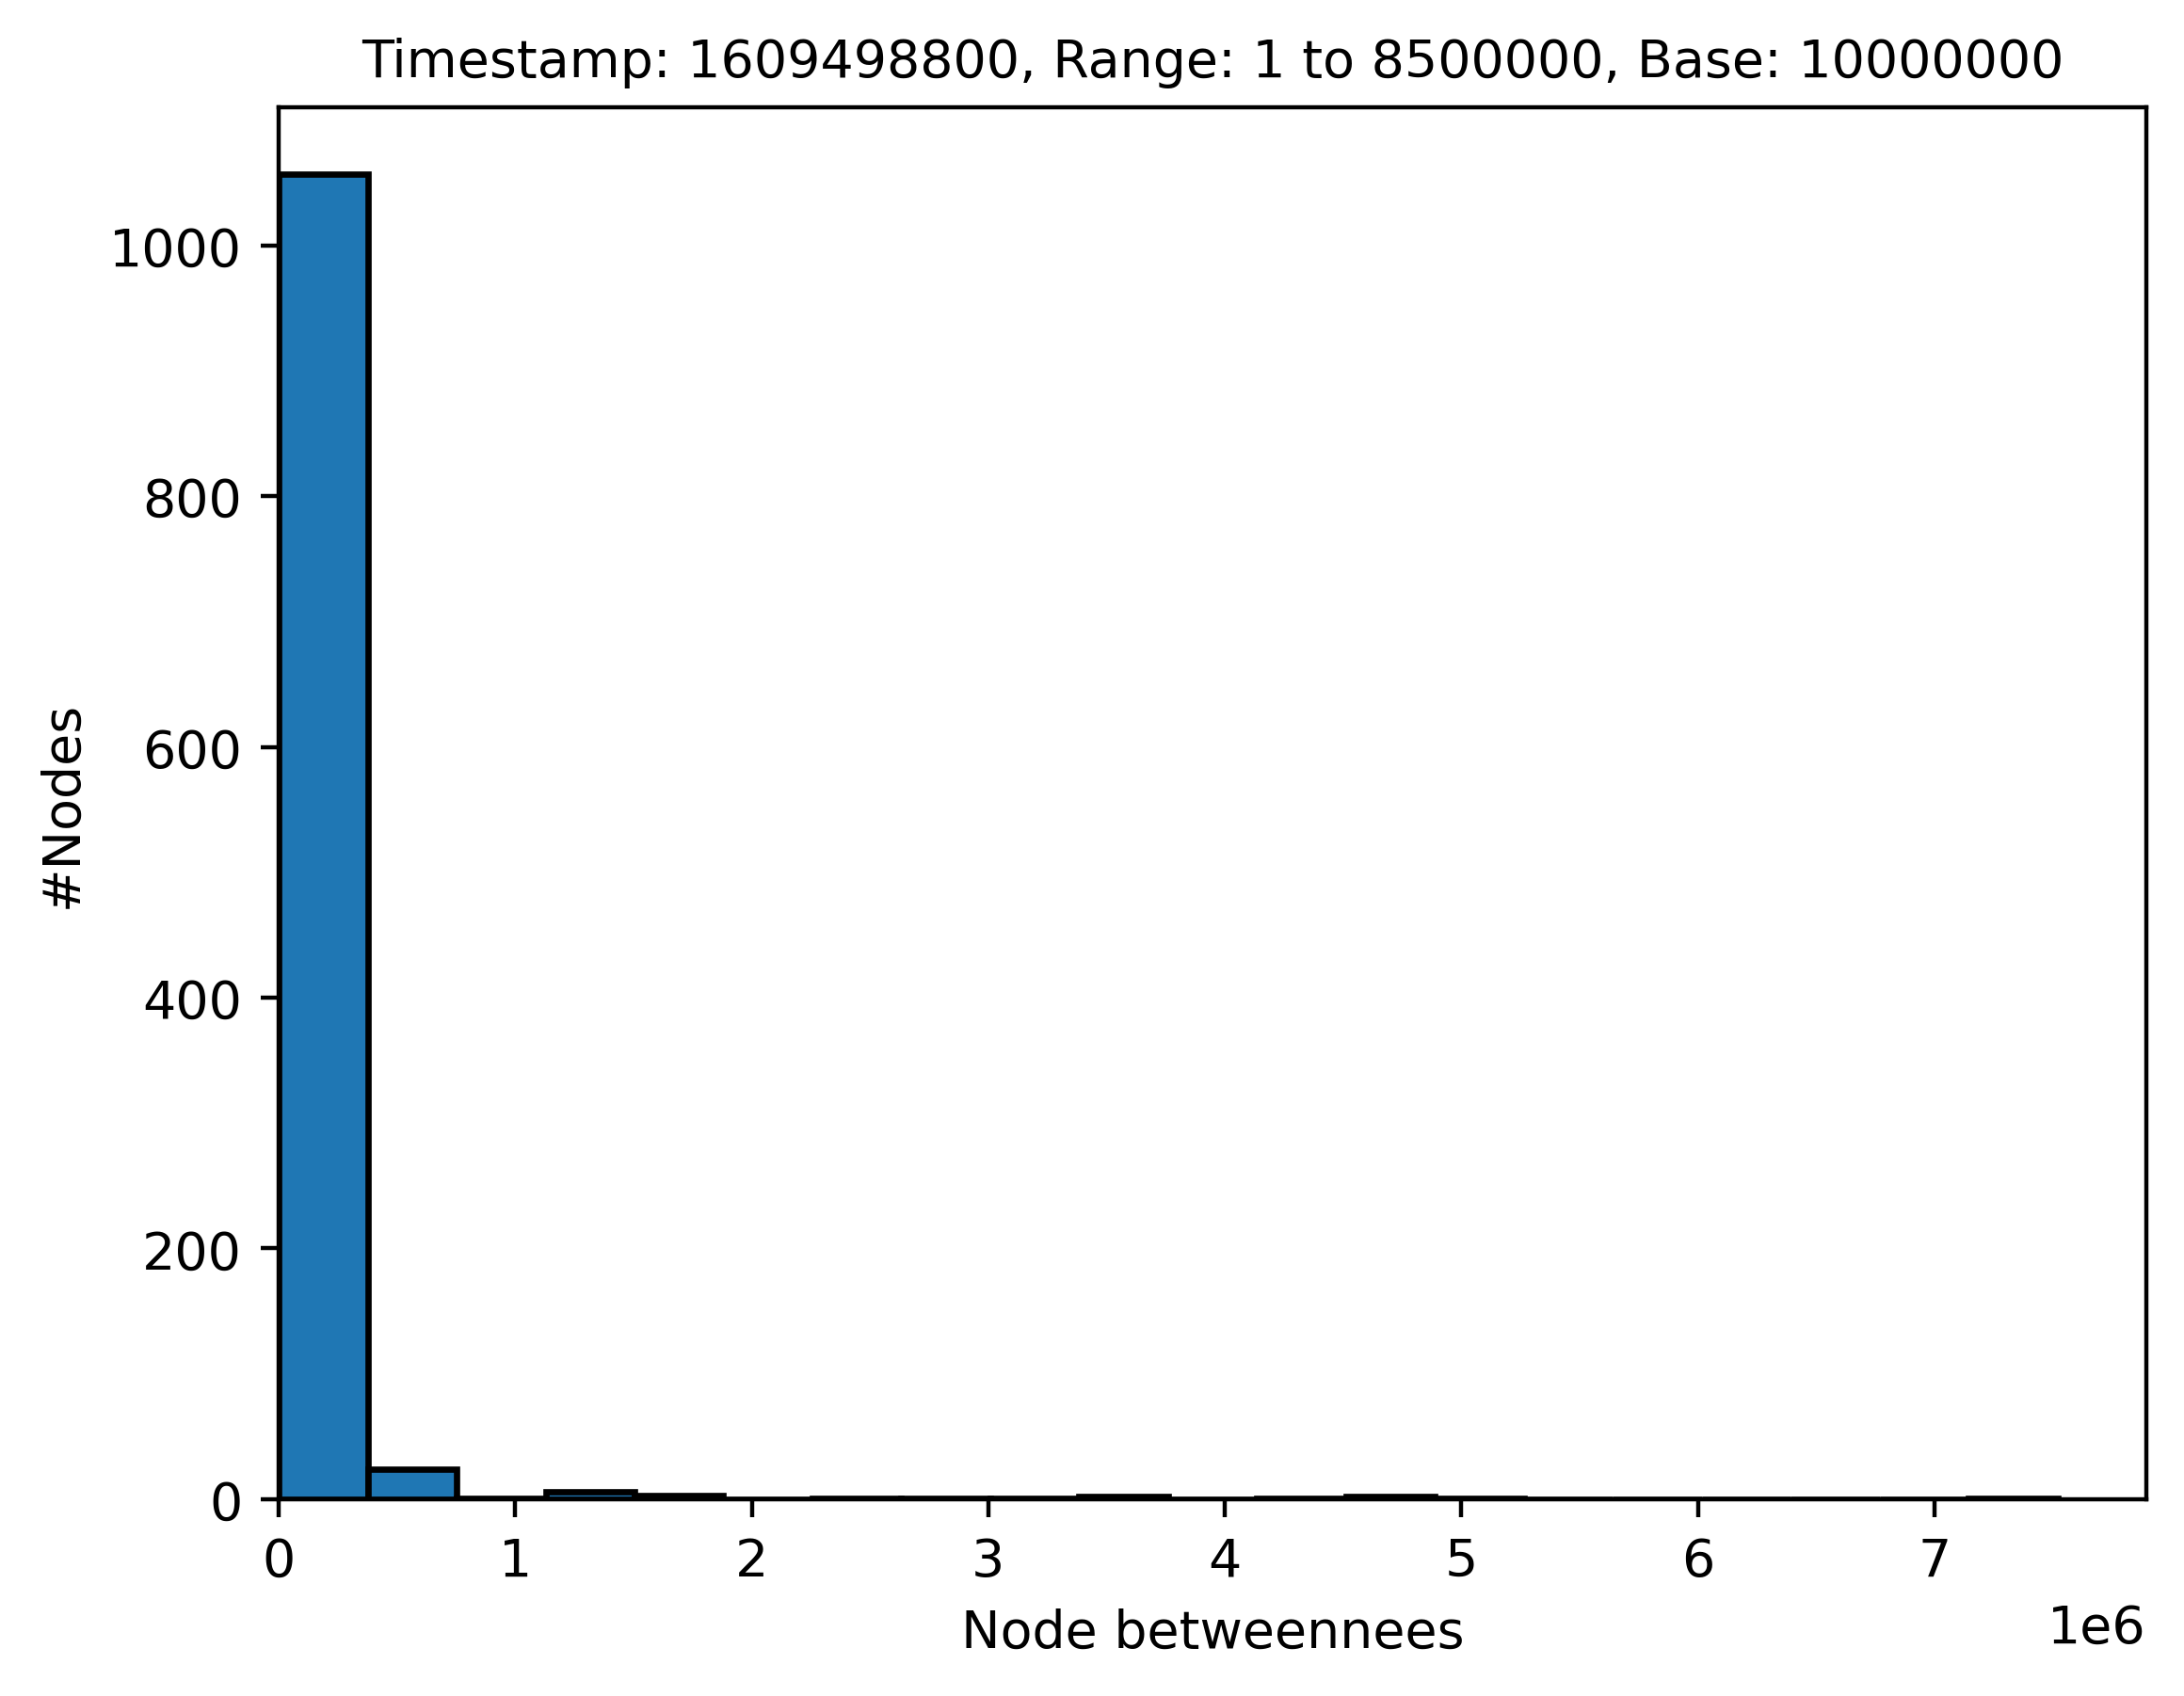 Timestamp: 1609498800, Range: 1 to 8500000, Base: 10000000
1000
800
600
400
200
0
#Nodes
0 1 2 3 4 5 6 7
1e6
Node betweennees